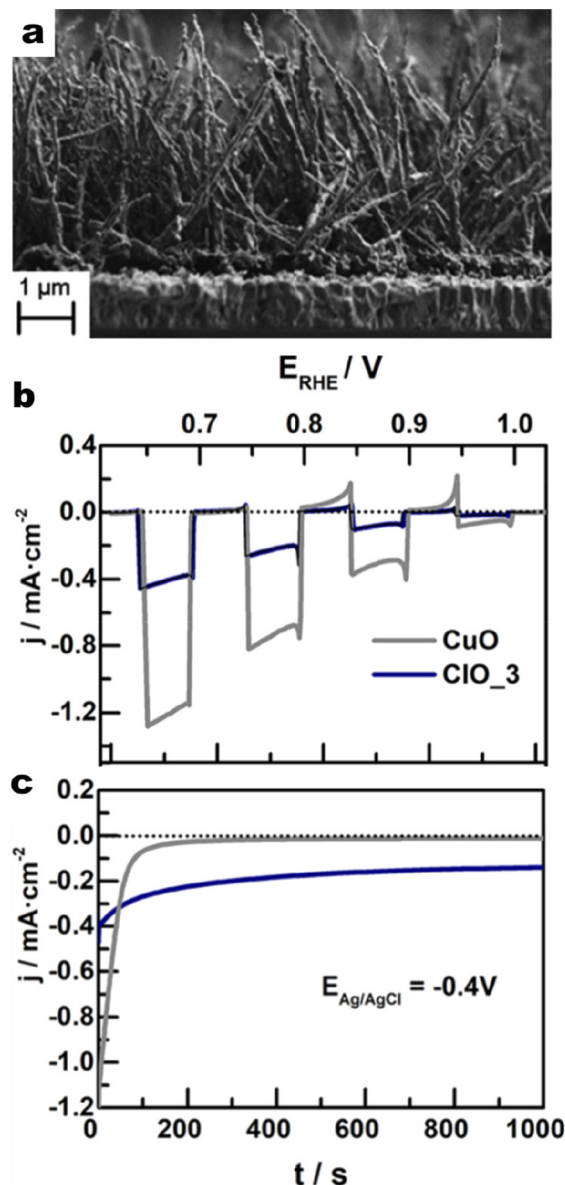 a
1 µm
E_RHE / V
b
0.7 0.8 0.9 1.0
0.4
0.0
-0.4
-0.8
-1.2
j / mA·cm⁻²
CuO
CIO_3
c
0.2
0.0
-0.2
-0.4
-0.6
-0.8
-1.0
-1.2
j / mA·cm⁻²
E_Ag/AgCl = -0.4V
0 200 400 600 800 1000
t / s